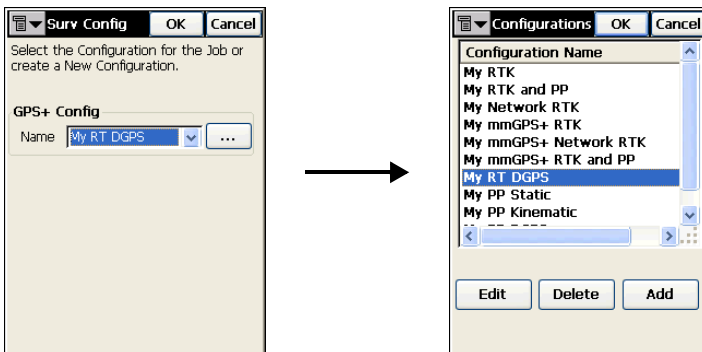 Surv Config OK Cancel
Select the Configuration for the Job or
create a New Configuration.
GPS+ Config
Name My RT DGPS ...
Configurations OK Cancel
Configuration Name
My RTK
My RTK and PP
My Network RTK
My mmGPS+ RTK
My mmGPS+ Network RTK
My mmGPS+ RTK and PP
My RT DGPS
My PP Static
My PP Kinematic
Edit Delete Add